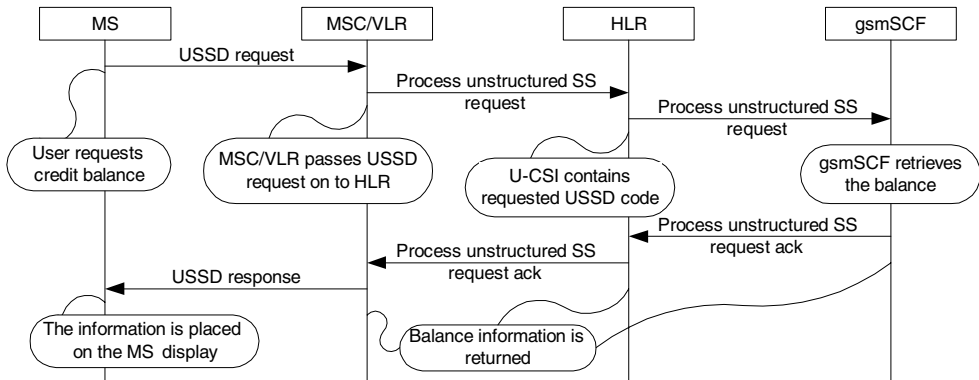 MS
MSC/VLR
HLR
gsmSCF
USSD request
Process unstructured SS
request
Process unstructured SS
request
User requests
credit balance
MSC/VLR passes USSD
request on to HLR
U-CSI contains
requested USSD code
gsmSCF retrieves
the balance
Process unstructured SS
request ack
Process unstructured SS
request ack
USSD response
The information is placed
on the MS display
Balance information is
returned